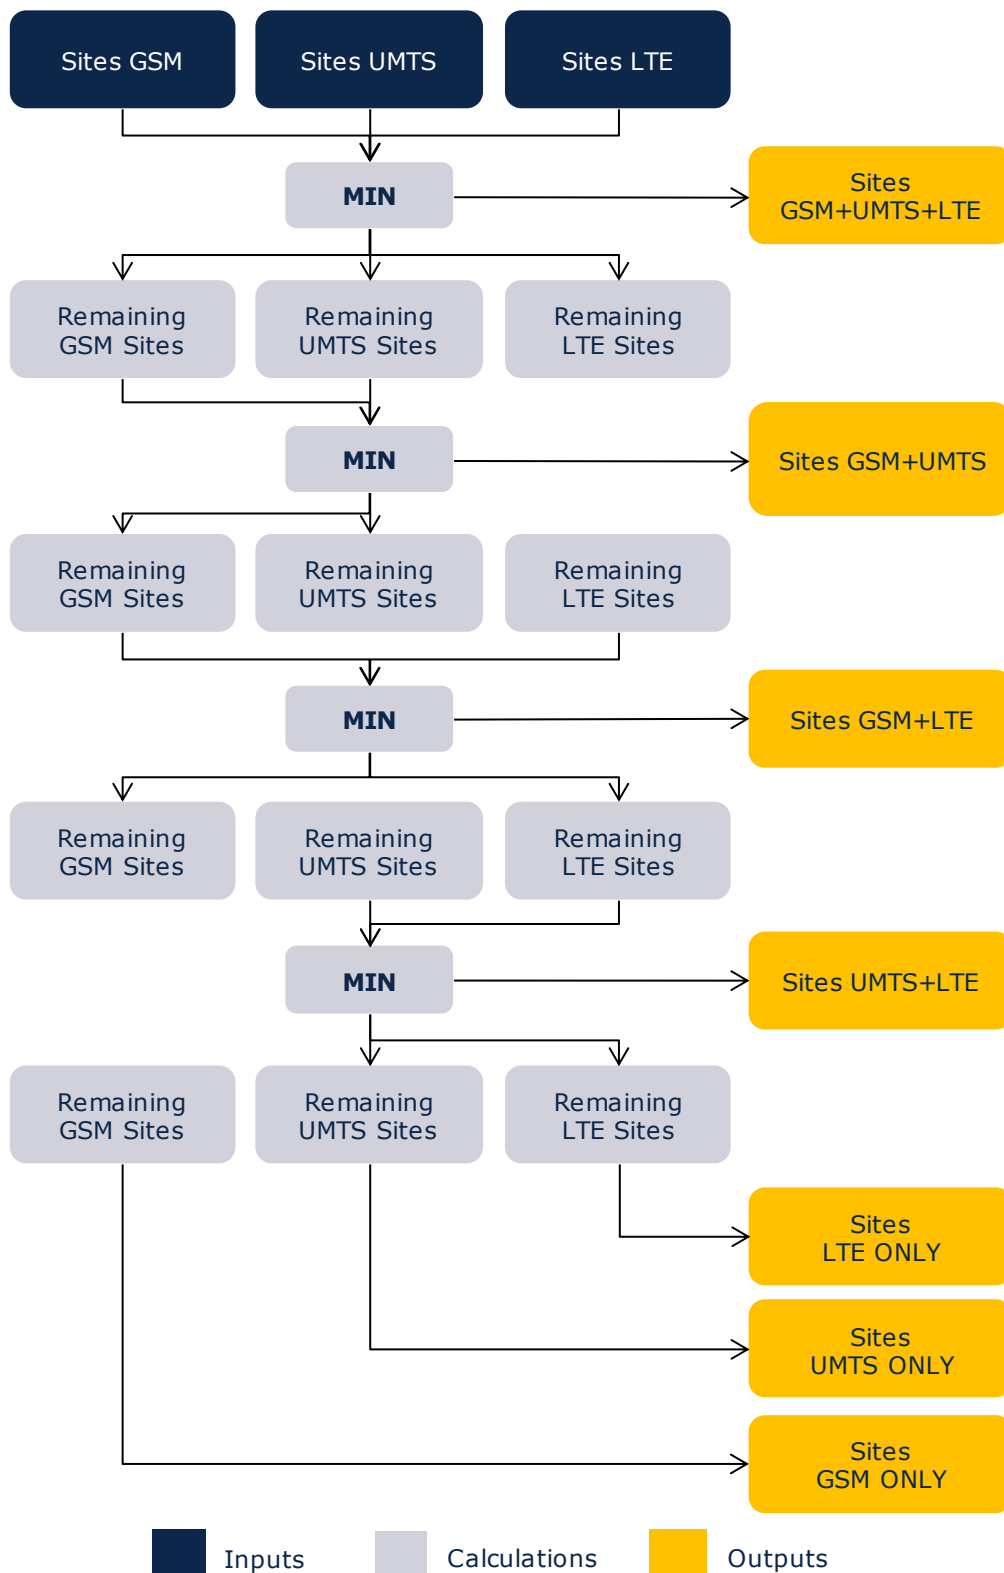 Sites GSM
Sites UMTS
Sites LTE
MIN
Sites
GSM+UMTS+LTE
Remaining
GSM Sites
Remaining
UMTS Sites
Remaining
LTE Sites
MIN
Sites GSM+UMTS
Remaining
GSM Sites
Remaining
UMTS Sites
Remaining
LTE Sites
MIN
Sites GSM+LTE
Remaining
GSM Sites
Remaining
UMTS Sites
Remaining
LTE Sites
MIN
Sites UMTS+LTE
Remaining
GSM Sites
Remaining
UMTS Sites
Remaining
LTE Sites
Sites
LTE ONLY
Sites
UMTS ONLY
Sites
GSM ONLY
Inputs
Calculations
Outputs